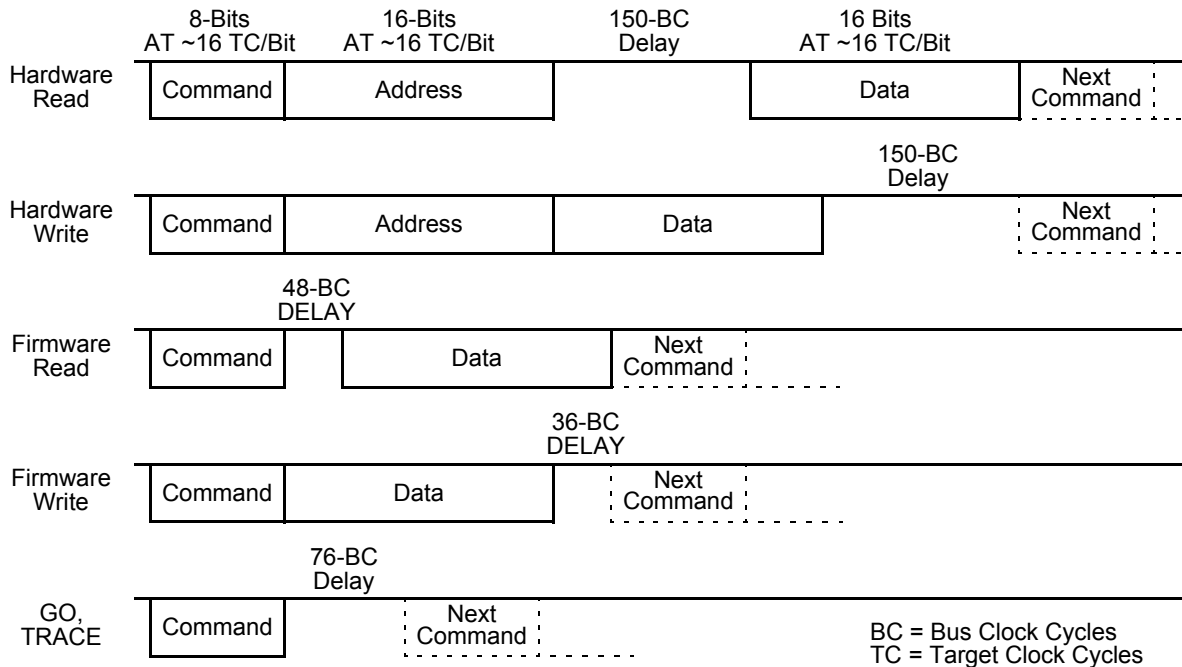 8-Bits
AT ~16 TC/Bit
16-Bits
AT ~16 TC/Bit
150-BC
Delay
16 Bits
AT ~16 TC/Bit
Hardware
Read
Command
Address
Data
Next
Command
150-BC
Delay
Hardware
Write
Command
Address
Data
Next
Command
48-BC
DELAY
Firmware
Read
Command
Data
Next
Command
36-BC
DELAY
Firmware
Write
Command
Data
Next
Command
76-BC
Delay
GO,
TRACE
Command
Next
Command
BC = Bus Clock Cycles
TC = Target Clock Cycles